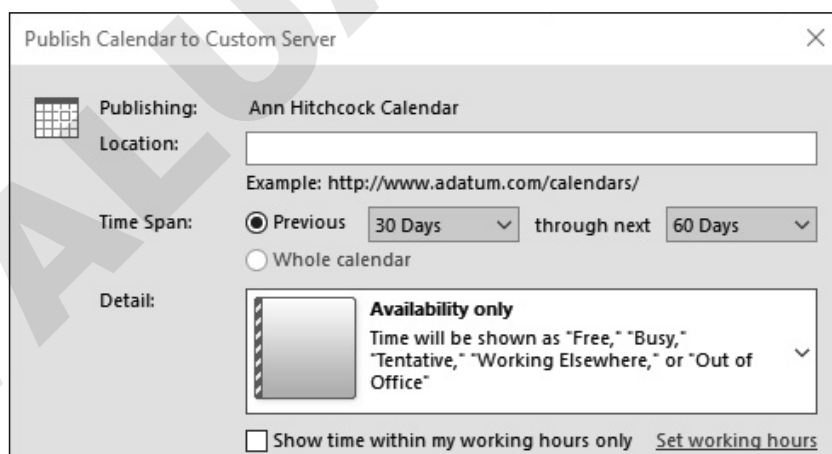 Publish Calendar to Custom Server
Publishing: Ann Hitchcock Calendar
Location:
Example: http://www.adatum.com/calendars/
Time Span: Previous 30 Days through next 60 Days
Whole calendar
Detail: Availability only
Time will be shown as "Free," "Busy,"
"Tentative," "Working Elsewhere," or "Out of
Office"
Show time within my working hours only Set working hours